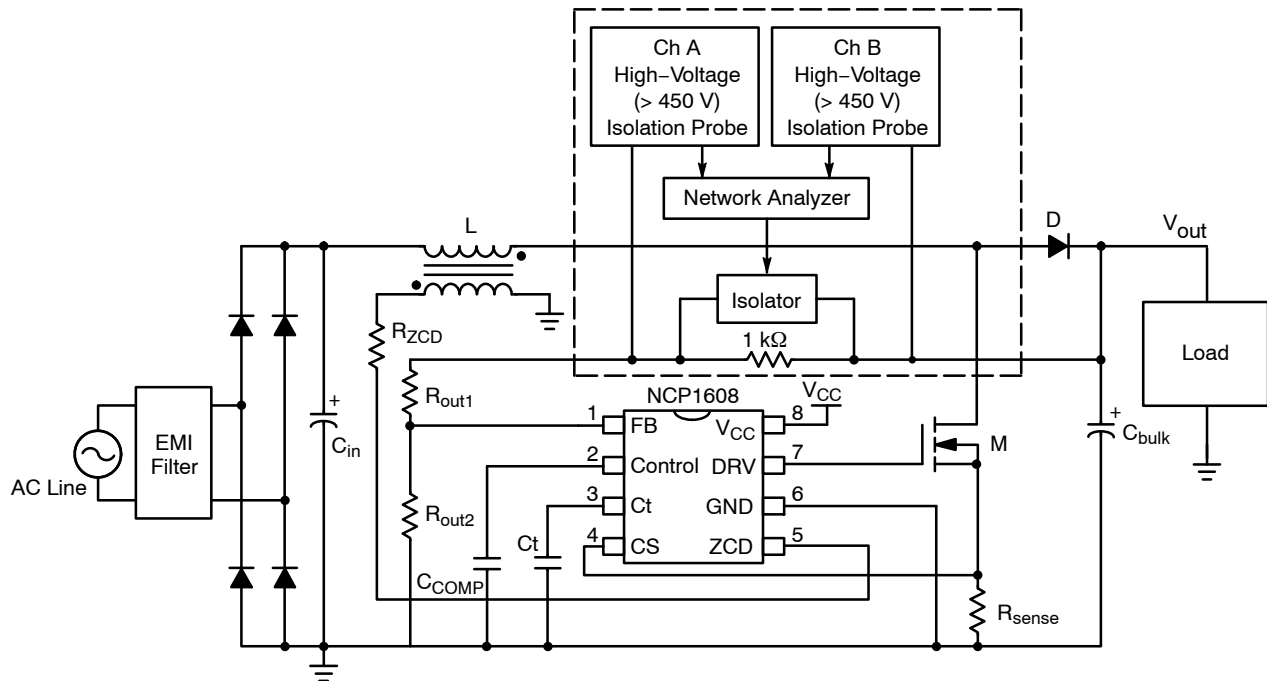 Ch A
High−Voltage
(> 450 V)
Isolation Probe
Ch B
High−Voltage
(> 450 V)
Isolation Probe
Network Analyzer
Isolator
1 kΩ
L
D
Vout
RZCD
Load
Rout1
NCP1608
VCC
1
FB
VCC
8
+
Cin
EMI
Filter
AC Line
2
Control
DRV
7
M
+
Cbulk
3
Ct
GND
6
Rout2
4
CS
ZCD
5
Ct
CCOMP
Rsense